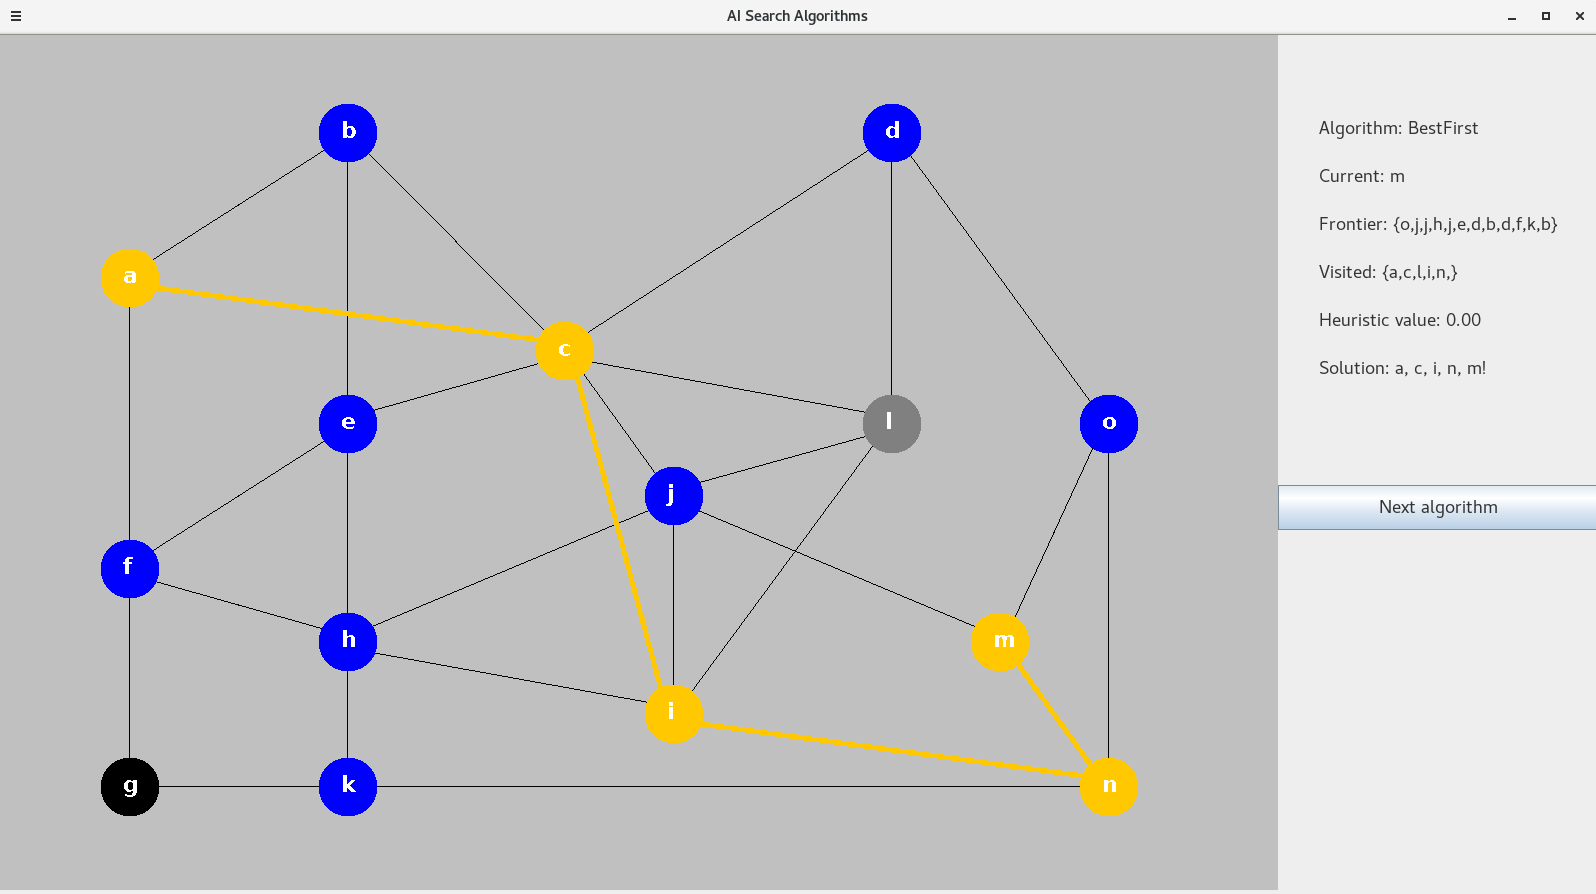 AI Search Algorithms
b
d
a
c
e
l
o
j
f
h
m
i
g
k
n
Algorithm: BestFirst
Current: m
Frontier: {o,j,j,h,j,e,d,b,d,f,k,b}
Visited: {a,c,l,i,n,}
Heuristic value: 0.00
Solution: a, c, i, n, m!
Next algorithm